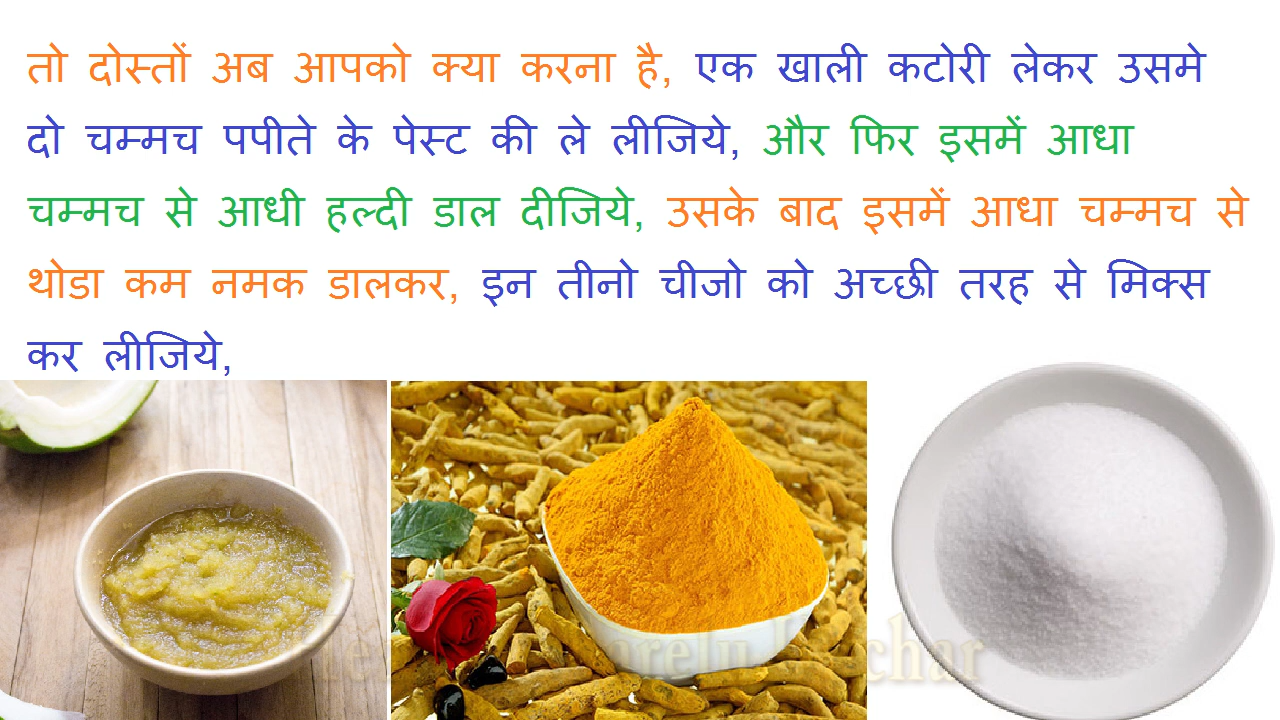 तो दोस्तों अब आपको क्या करना है, एक खाली कटोरी लेकर उसमे
दो चम्मच पपीते के पेस्ट की ले लीजिये, और फिर इसमें आधा
चम्मच से आधी हल्दी डाल दीजिये, उसके बाद इसमें आधा चम्मच से
थोडा कम नमक डालकर, इन तीनो चीजो को अच्छी तरह से मिक्स
कर लीजिये,